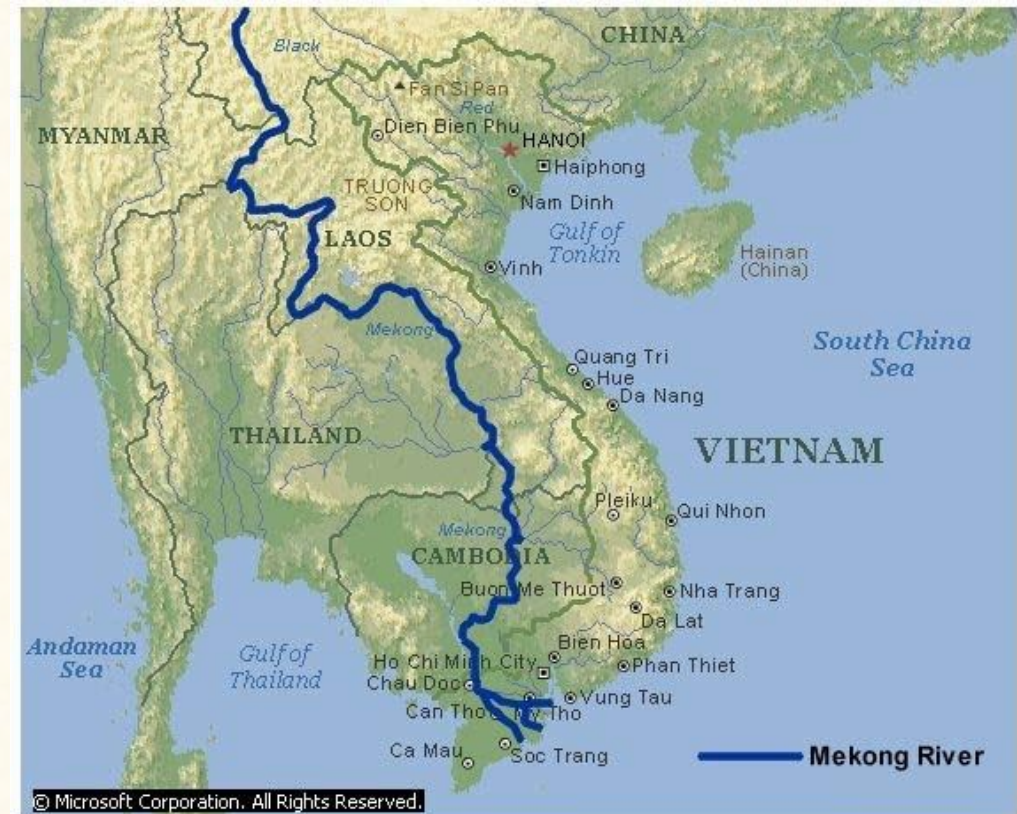 CHINA
Black
Fan Si Pan
Red
MYANMAR
Dien Bien Phu
HANOI
Haiphong
TRUONG
SON
Nam Dinh
LAOS
Gulf of
Tonkin
Hainan
(China)
Vinh
Mekong
South China
Sea
Quang Tri
Hue
Da Nang
THAILAND
VIETNAM
Pleiku
Qui Nhon
Mekong
CAMBODIA
Buon Me Thuot
Nha Trang
Da Lat
Andaman
Sea
Gulf of
Thailand
Bien Hoa
Ho Chi Minh City
Phan Thiet
Chau Doc
Vung Tau
Can Tho
My Tho
Ca Mau
Soc Trang
Mekong River
© Microsoft Corporation. All Rights Reserved.